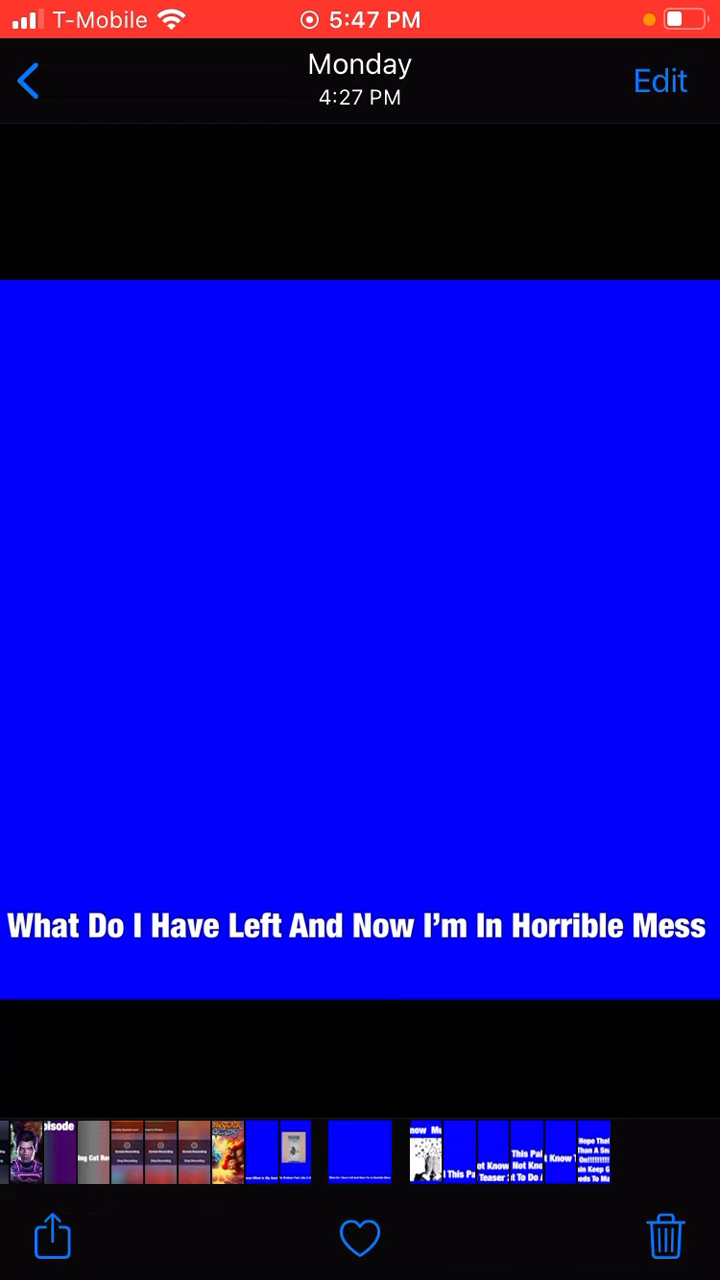 T-Mobile 5:47 PM
Monday
4:27 PM
Edit
What Do I Have Left And Now I’m In Horrible Mess